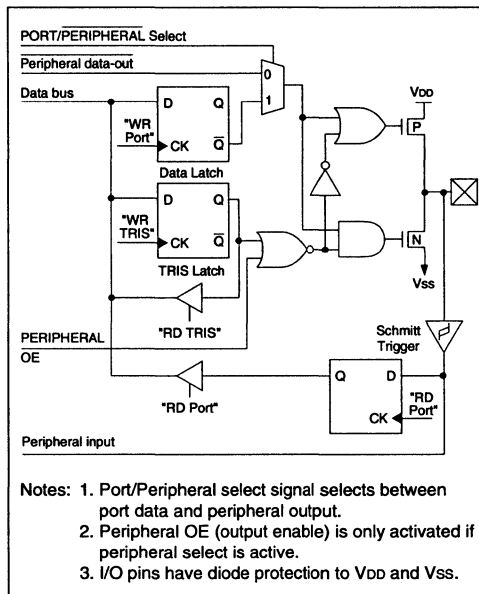 PORT/PERIPHERAL Select
Peripheral data-out
Data bus
0
1
VDD
P
D Q
"WR
Port"
CK Q
Data Latch
D Q
"WR
TRIS"
CK Q
TRIS Latch
N
VSS
"RD TRIS"
Schmitt
Trigger
PERIPHERAL
OE
Q D
"RD
Port"
CK
"RD Port"
Peripheral input
Notes: 1. Port/Peripheral select signal selects between
port data and peripheral output.
2. Peripheral OE (output enable) is only activated if
peripheral select is active.
3. I/O pins have diode protection to VDD and VSS.